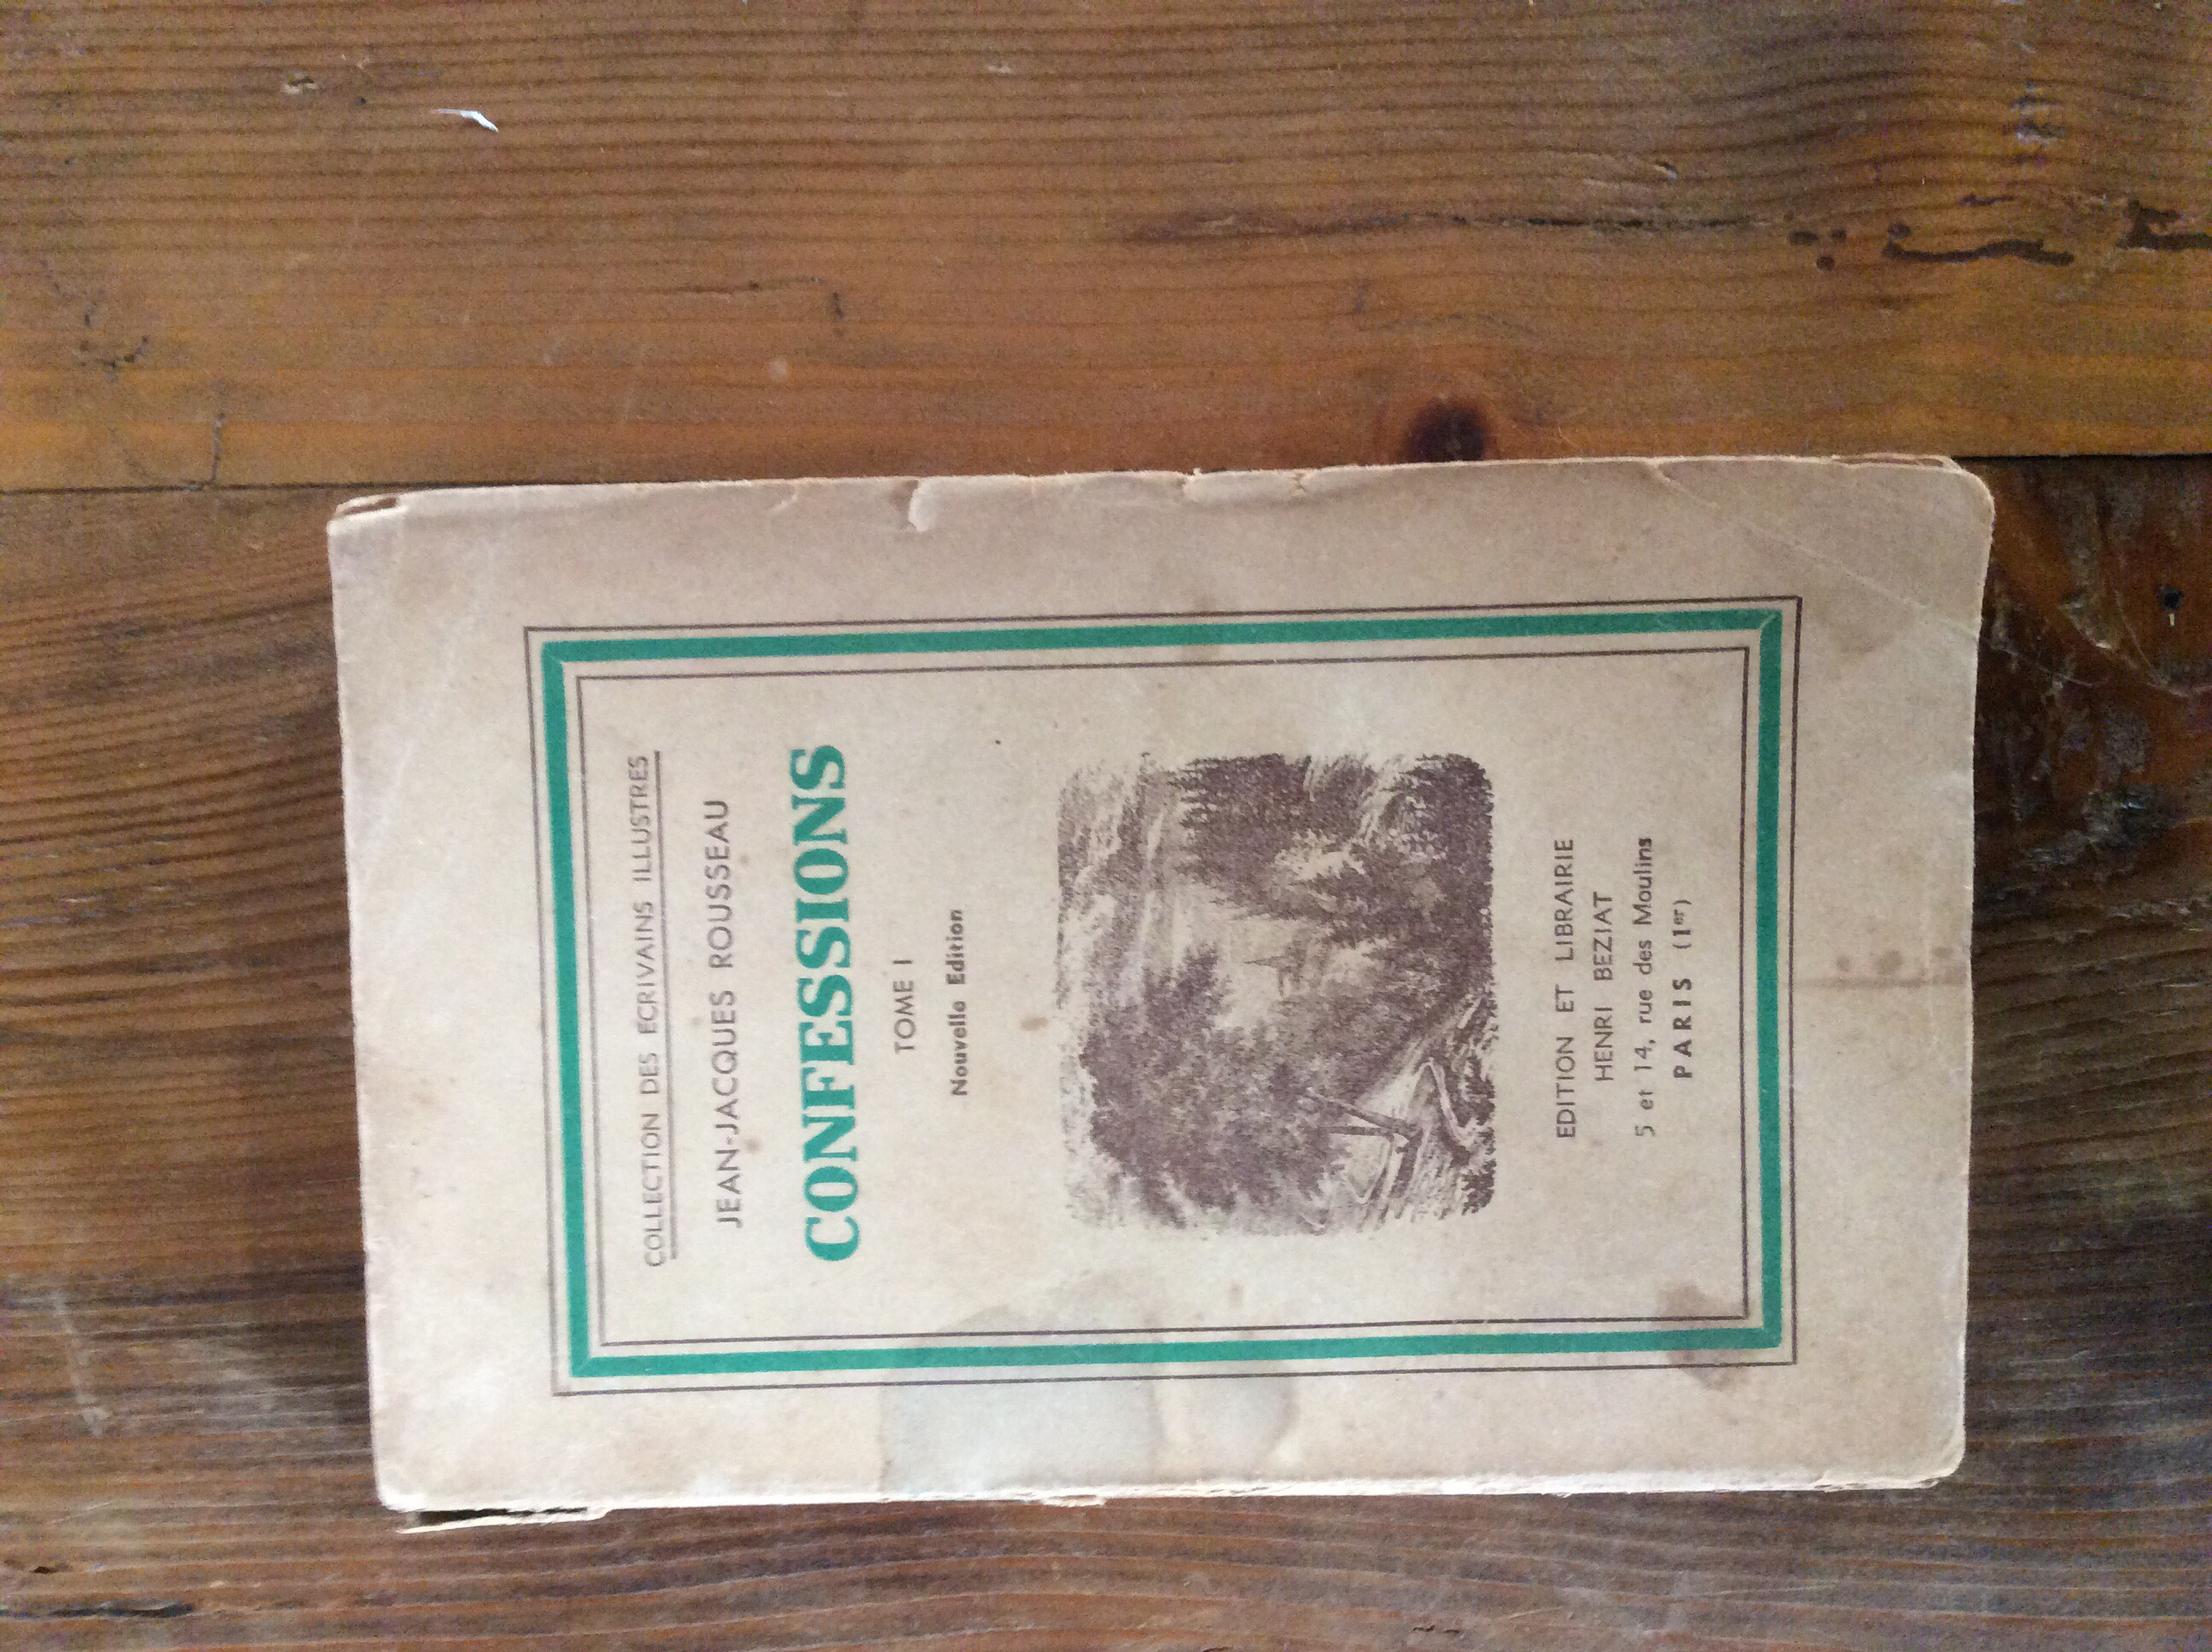 COLLECTION DES ECRIVAINS ILLUSTRES
JEAN-JACQUES ROUSSEAU
CONFESSIONS
TOME I
Nouvelle Edition
EDITION ET LIBRAIRIE
HENRI BEZIAT
5 et 14, rue des Moulins
PARIS (1er)